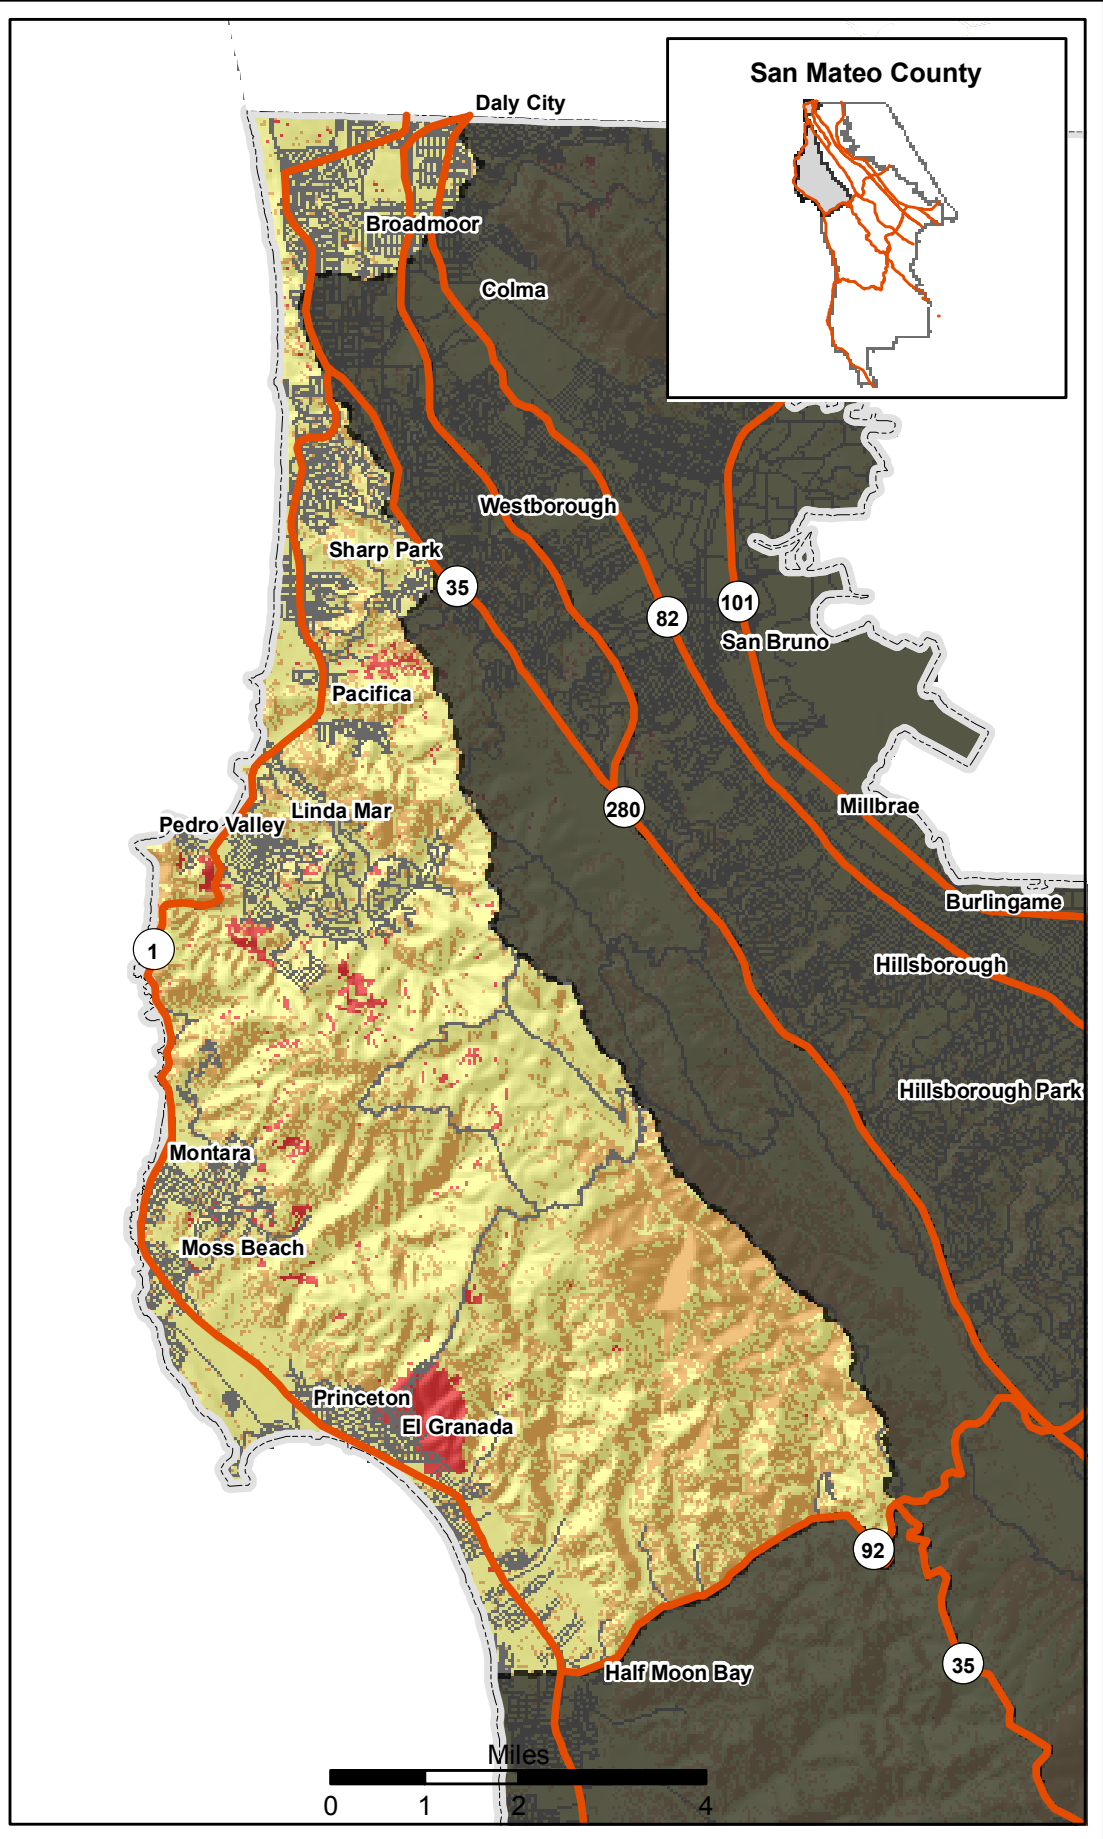 San Mateo County
Daly City
Broadmoor
Colma
Westborough
Sharp Park
35
82
101
San Bruno
Pacifica
280
Millbrae
Linda Mar
Pedro Valley
Burlingame
1
Hillsborough
Hillsborough Park
Montara
Moss Beach
Princeton
El Granada
92
35
Half Moon Bay
Miles
0 1 2 4